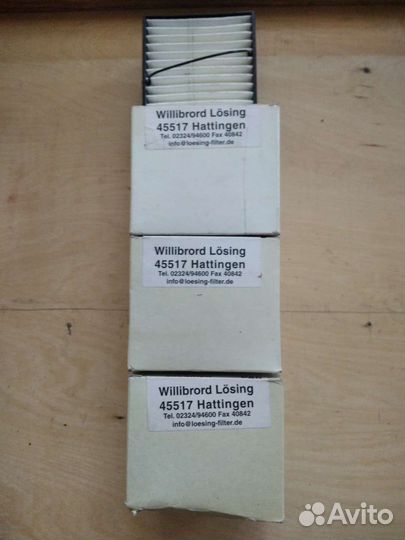 Willibrord Lösing
45517 Hattingen
Tel. 02324/94600 Fax 40842
info@loesing-filter.de
Willibrord Lösing
45517 Hattingen
Tel. 02324/94600 Fax 40842
info@loesing-filter.de
Willibrord Lösing
45517 Hattingen
Tel. 02324/94600 Fax 40842
info@loesing-filter.de
Avito